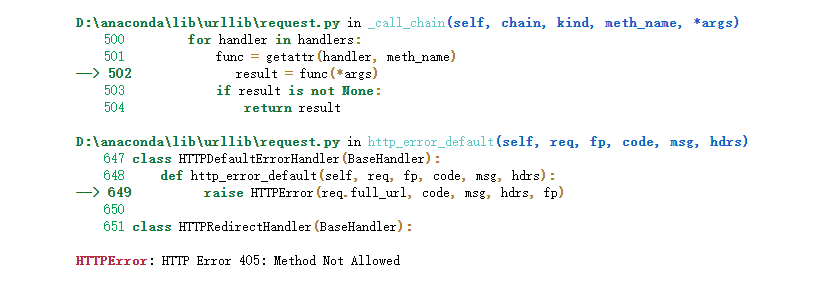 D:\anaconda\lib\urllib\request.py in _call_chain(self, chain, kind, meth_name, *args)
500 for handler in handlers:
501 func = getattr(handler, meth_name)
--> 502 result = func(*args)
503 if result is not None:
504 return result
D:\anaconda\lib\urllib\request.py in http_error_default(self, req, fp, code, msg, hdrs)
647 class HTTPDefaultErrorHandler(BaseHandler):
648 def http_error_default(self, req, fp, code, msg, hdrs):
--> 649 raise HTTPError(req.full_url, code, msg, hdrs, fp)
650
651 class HTTPRedirectHandler(BaseHandler):
HTTPError: HTTP Error 405: Method Not Allowed